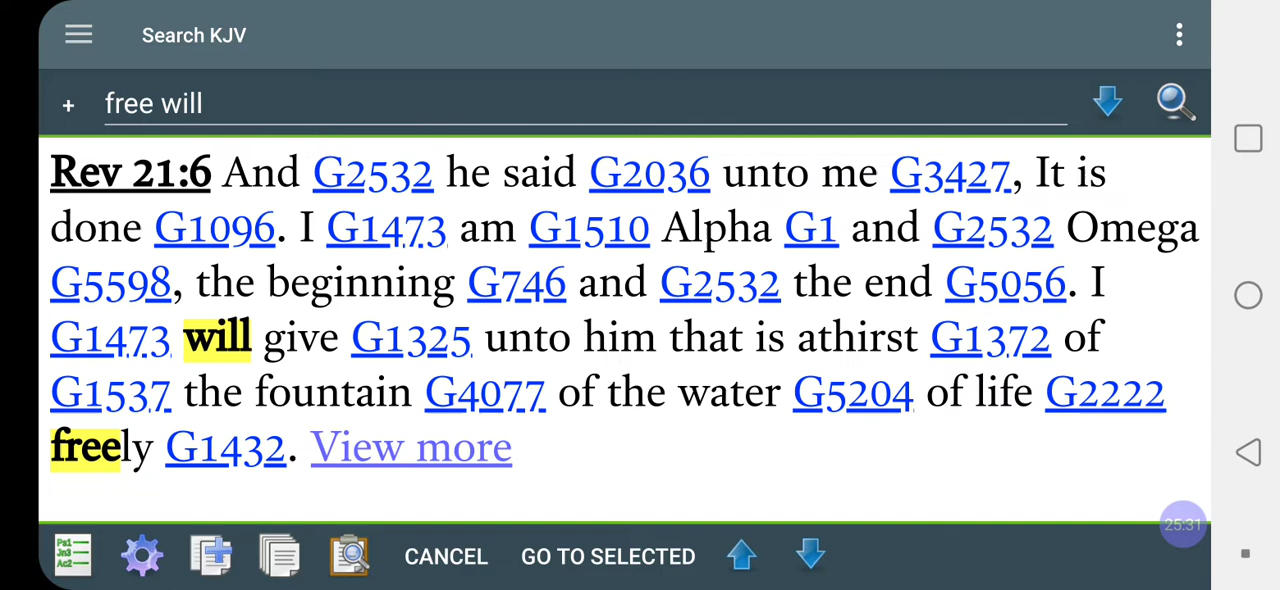 Search KJV
+ free will
Rev 21:6 And G2532 he said G2036 unto me G3427, It is
done G1096. I G1473 am G1510 Alpha G1 and G2532 Omega
G5598, the beginning G746 and G2532 the end G5056. I
G1473 will give G1325 unto him that is athirst G1372 of
G1537 the fountain G4077 of the water G5204 of life G2222
freely G1432. View more
25:31
Ps1
Jn3
Ac2
CANCEL GO TO SELECTED